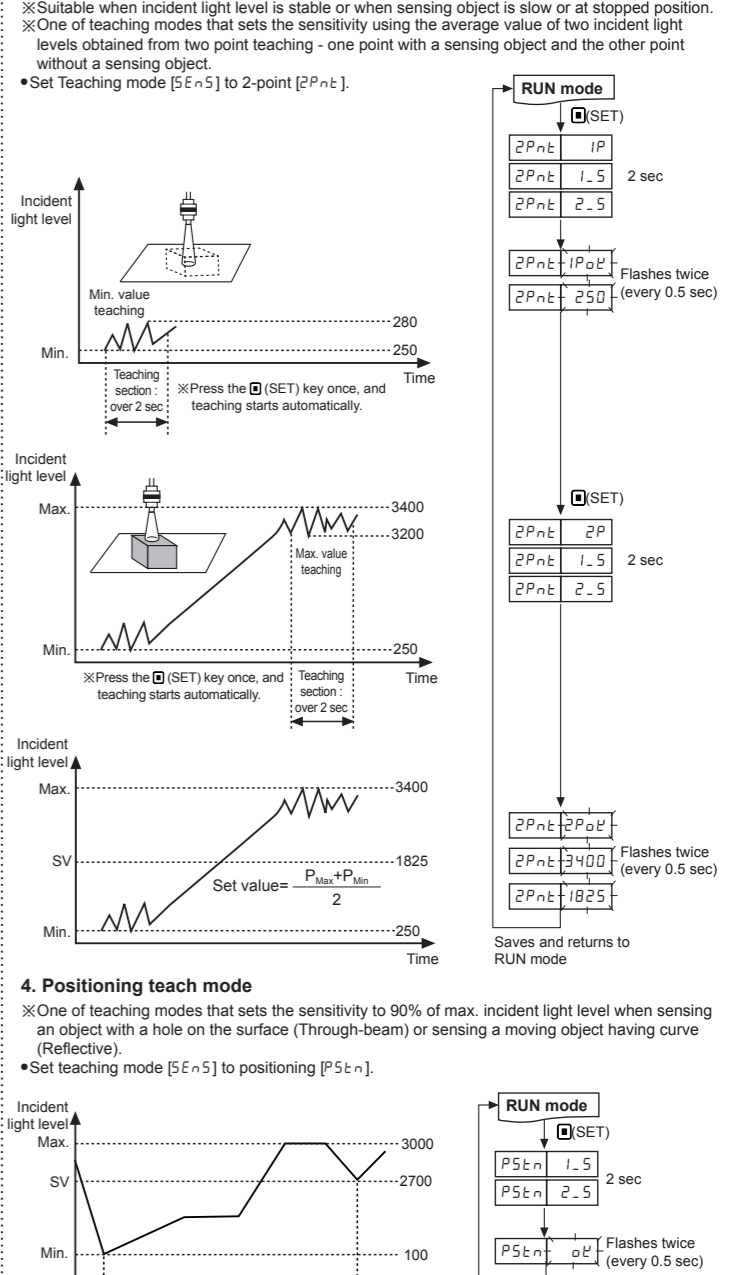 ※Suitable when incident light level is stable or when sensing object is slow or at stopped position.
※One of teaching modes that sets the sensitivity using the average value of two incident light
levels obtained from two point teaching - one point with a sensing object and the other point
without a sensing object.
●Set Teaching mode [SEnS] to 2-point [2Pnt].
RUN mode
(SET)
2Pnt 1P
2Pnt 1_S 2 sec
2Pnt 2_S
2Pnt 1PoK
2Pnt 250
Flashes twice
(every 0.5 sec)
Incident
light level
Min. value
teaching
280
Min. 250
Time
Teaching
section :
over 2 sec
※Press the (SET) key once, and
teaching starts automatically.
(SET)
2Pnt 2P
2Pnt 1_S 2 sec
2Pnt 2_S
Incident
light level
Max. 3400
3200
Max. value
teaching
Min. 250
Time
※Press the (SET) key once, and
teaching starts automatically.
Teaching
section :
over 2 sec
Incident
light level
Max. 3400
SV 1825
Set value= PMax+PMin
2
Min. 250
Time
2Pnt 2PoK
2Pnt 3400
2Pnt 1825
Flashes twice
(every 0.5 sec)
Saves and returns to
RUN mode
4. Positioning teach mode
※One of teaching modes that sets the sensitivity to 90% of max. incident light level when sensing
an object with a hole on the surface (Through-beam) or sensing a moving object having curve
(Reflective).
●Set teaching mode [SEnS] to positioning [PStn].
Incident
light level
Max. 3000
SV 2700
Min. 100
RUN mode
(SET)
PStn 1_S
PStn 2_S
2 sec
PStn oK
Flashes twice
(every 0.5 sec)